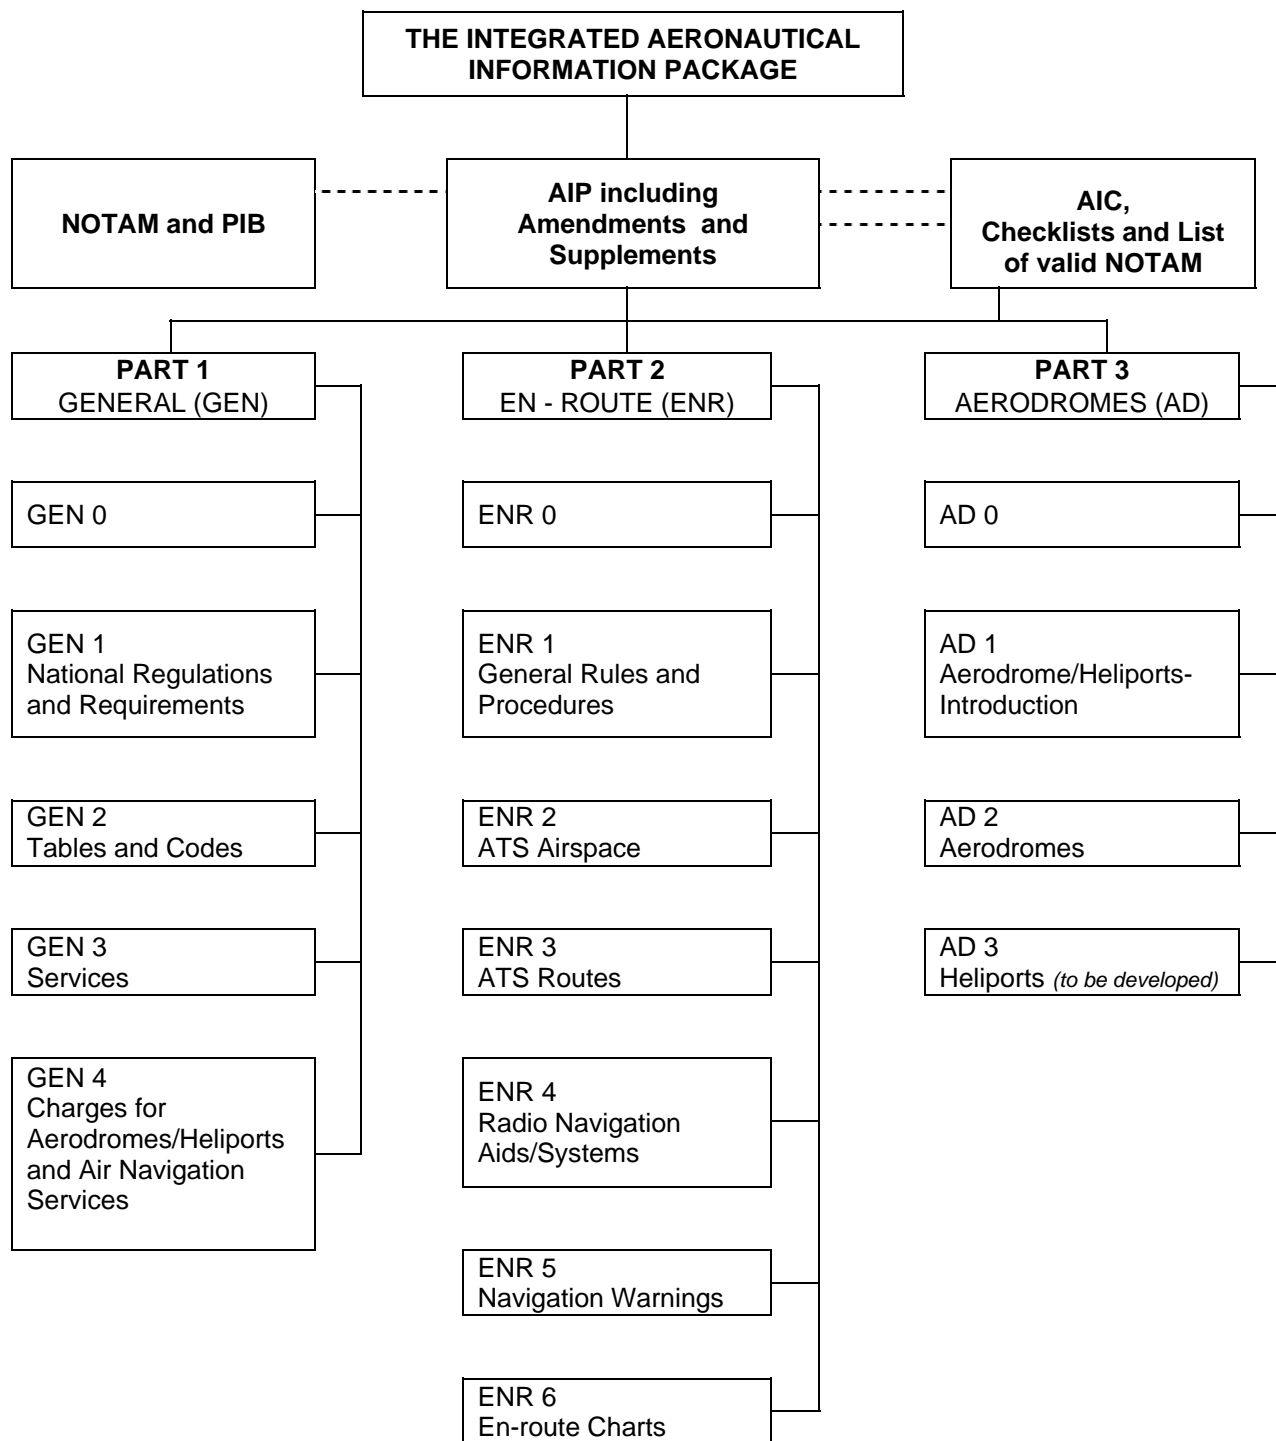 THE INTEGRATED AERONAUTICAL
INFORMATION PACKAGE
NOTAM and PIB
AIP including
Amendments and
Supplements
AIC,
Checklists and List
of valid NOTAM
PART 1
GENERAL (GEN)
PART 2
EN - ROUTE (ENR)
PART 3
AERODROMES (AD)
GEN 0
ENR 0
AD 0
GEN 1
National Regulations
and Requirements
ENR 1
General Rules and
Procedures
AD 1
Aerodrome/Heliports-
Introduction
GEN 2
Tables and Codes
ENR 2
ATS Airspace
AD 2
Aerodromes
GEN 3
Services
ENR 3
ATS Routes
AD 3
Heliports (to be developed)
GEN 4
Charges for
Aerodromes/Heliports
and Air Navigation
Services
ENR 4
Radio Navigation
Aids/Systems
ENR 5
Navigation Warnings
ENR 6
En-route Charts